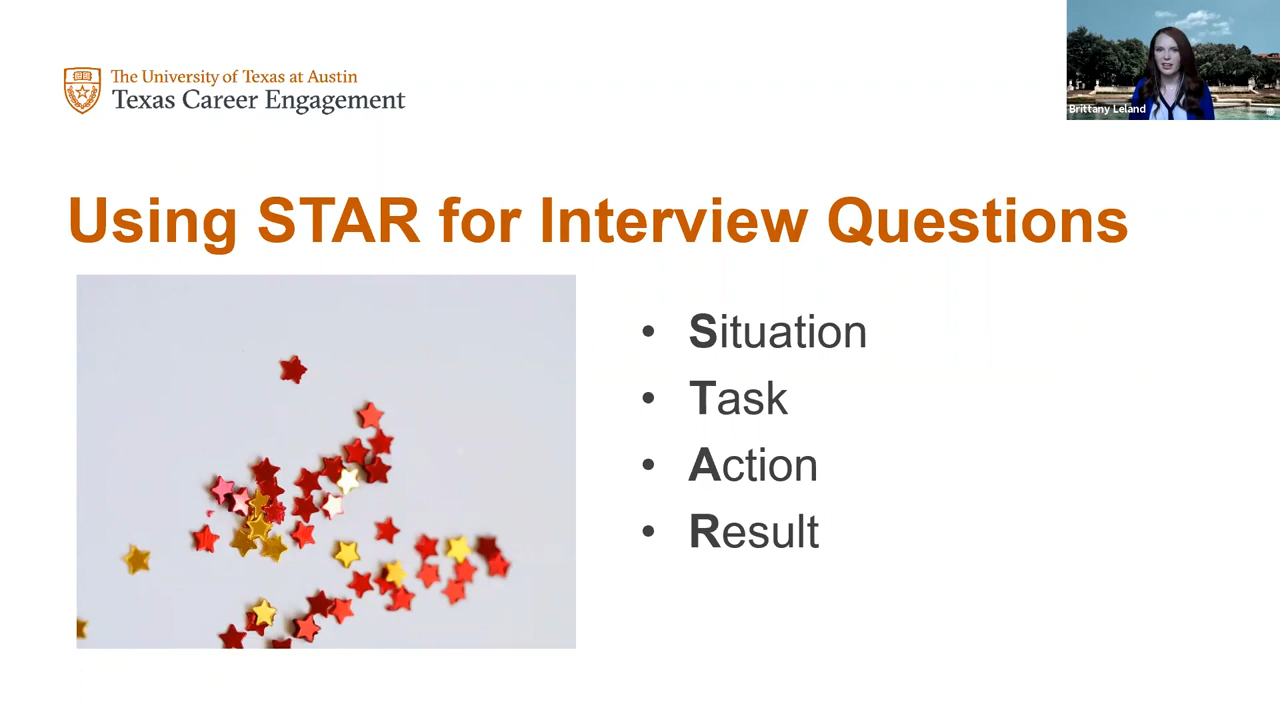 The University of Texas at Austin
Texas Career Engagement
Brittany Leland
Using STAR for Interview Questions
• Situation
• Task
• Action
• Result